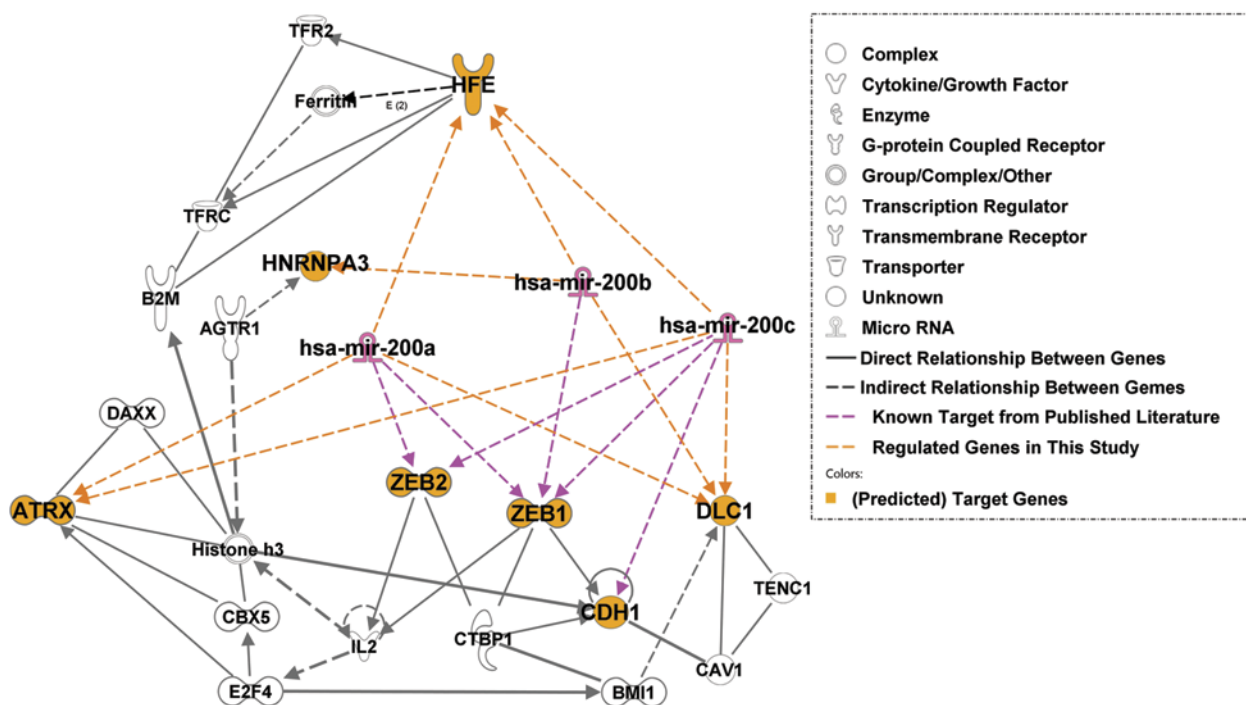 TFR2
HFE
Ferritin
E (2)
TFRC
HNRNPA3
B2M
AGTR1
hsa-mir-200b
hsa-mir-200c
hsa-mir-200a
DAXX
ATRX
ZEB2
ZEB1
DLC1
Histone h3
TENC1
CBX5
CDH1
IL2
CTBP1
CAV1
E2F4
BMI1
Complex
Cytokine/Growth Factor
Enzyme
G-protein Coupled Receptor
Group/Complex/Other
Transcription Regulator
Transmembrane Receptor
Transporter
Unknown
Micro RNA
Direct Relationship Between Genes
Indirect Relationship Between Gemes
Known Target from Published Literature
Regulated Genes in This Study
Colors:
(Predicted) Target Genes